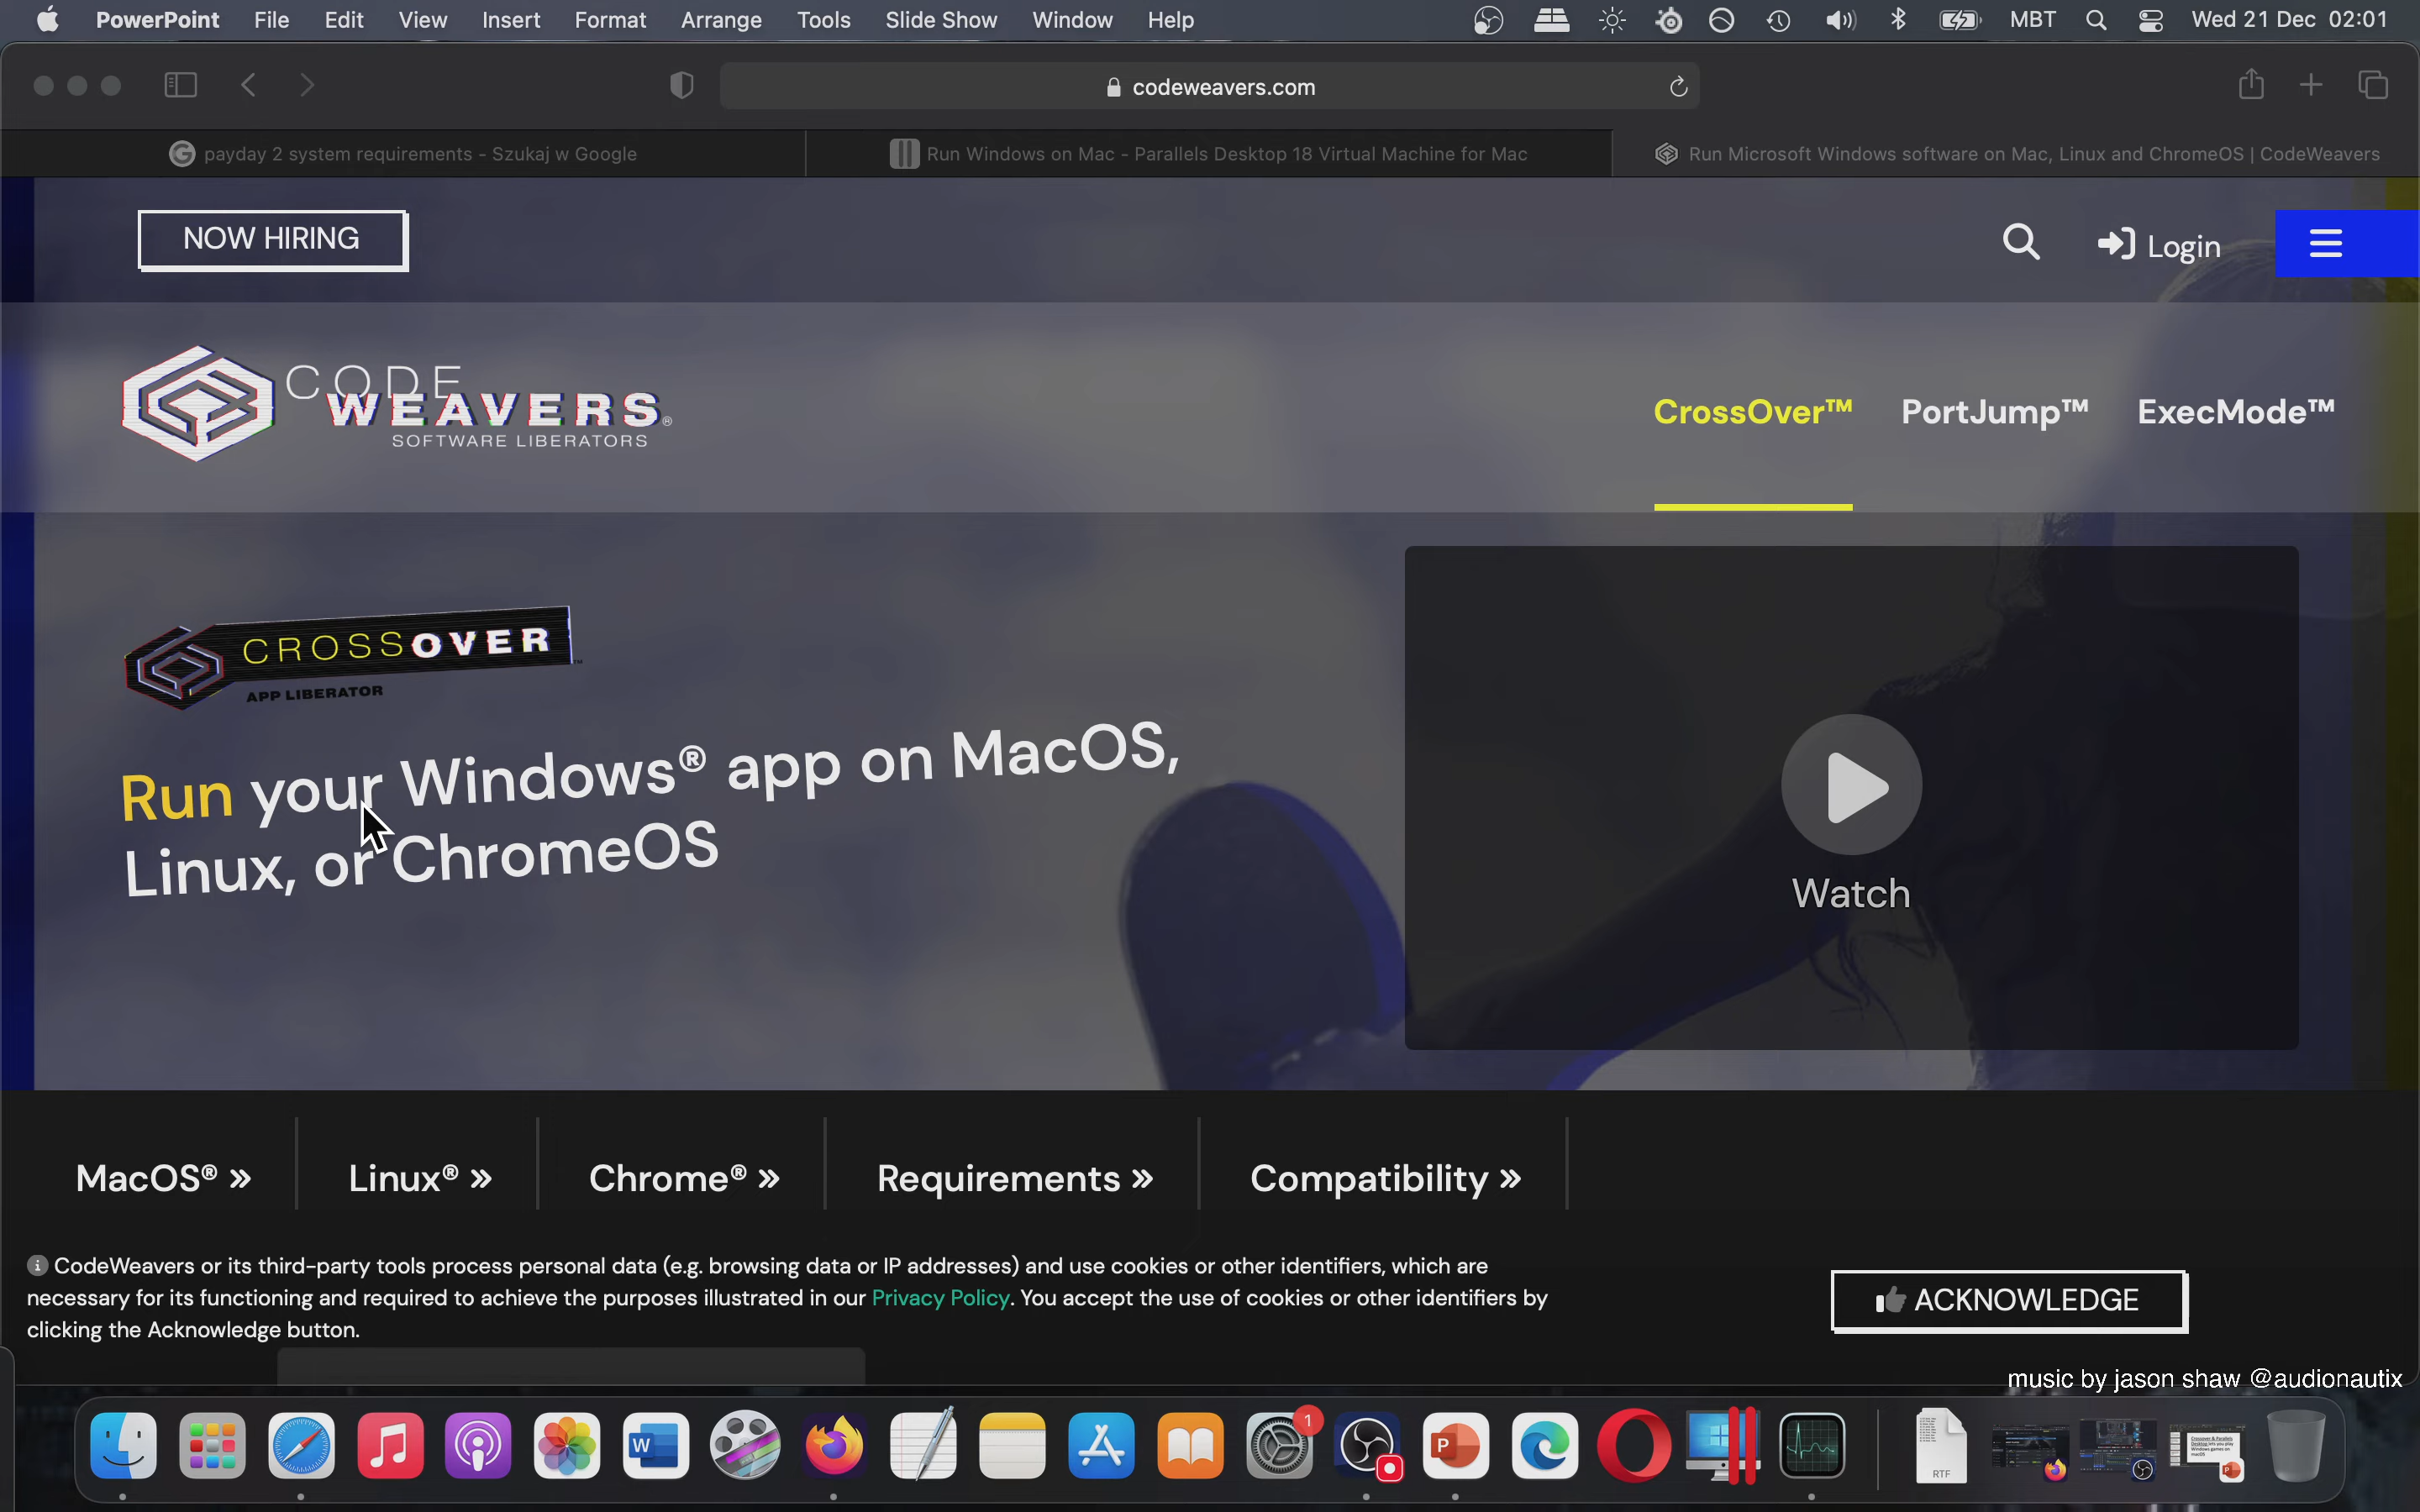 PowerPoint File Edit View Insert Format Arrange Tools Slide Show Window Help MBT Wed 21 Dec 02:01
codeweavers.com
payday 2 system requirements - Szukaj w Google
Run Windows on Mac - Parallels Desktop 18 Virtual Machine for Mac
Run Microsoft Windows software on Mac, Linux and ChromeOS | CodeWeavers
NOW HIRING
Login
CODE
WEAVERS®
SOFTWARE LIBERATORS
CrossOver™ PortJump™ ExecMode™
CROSSOVER™
APP LIBERATOR
Run your Windows® app on MacOS,
Linux, or ChromeOS
Watch
MacOS® » Linux® » Chrome® » Requirements » Compatibility »
CodeWeavers or its third-party tools process personal data (e.g. browsing data or IP addresses) and use cookies or other identifiers, which are
necessary for its functioning and required to achieve the purposes illustrated in our Privacy Policy. You accept the use of cookies or other identifiers by
clicking the Acknowledge button.
ACKNOWLEDGE
music by jason shaw @audionautix
1
W
P
RTF